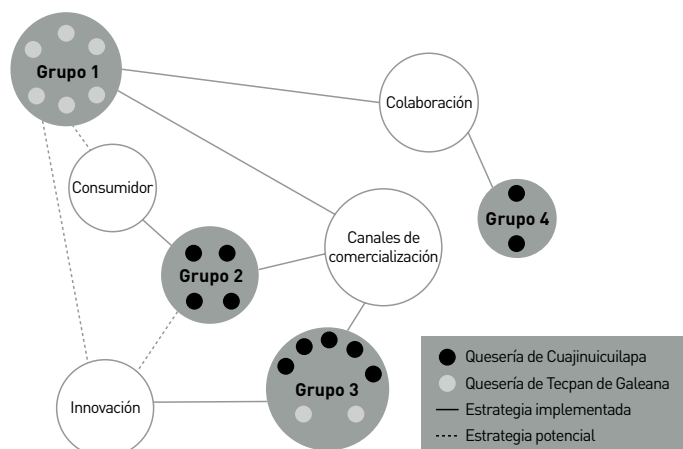 Grupo 1
Colaboración
Consumidor
Grupo 4
Canales de
comercialización
Grupo 2
Grupo 3
Innovación
Quesería de Cuajinuicuilapa
Quesería de Tecpan de Galeana
Estrategia implementada
Estrategia potencial